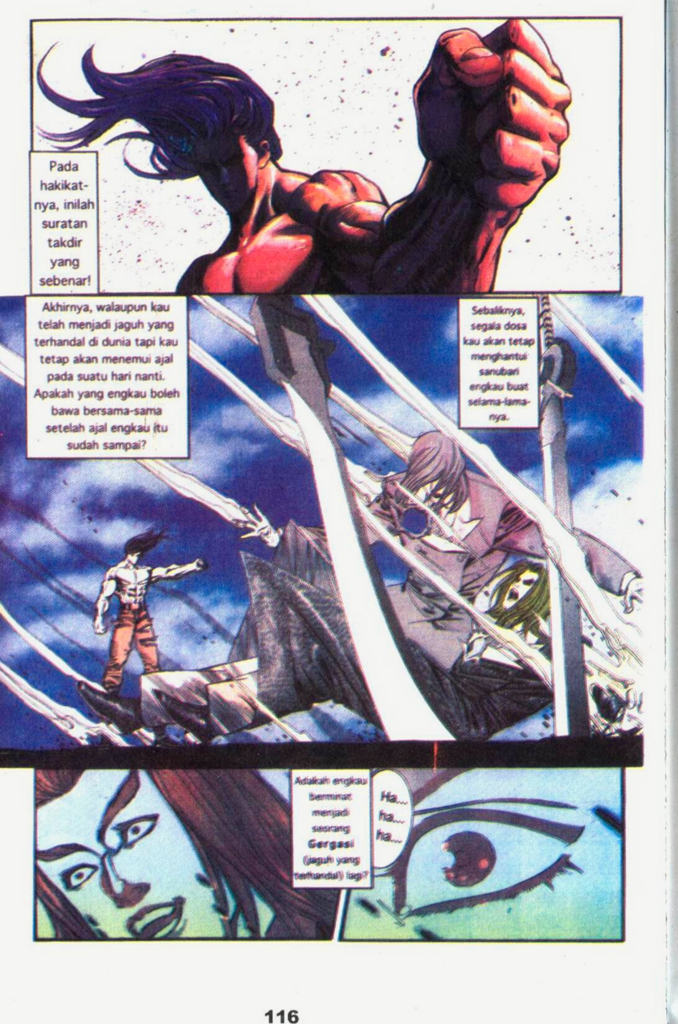 Pada
hakikat-
nya, inilah
suratan
takdir
yang
sebenar!
Akhirnya, walaupun kau
telah menjadi jaguh yang
terhandal di dunia tapi kau
tetap akan menemui ajal
pada suatu hari nanti.
Apakah yang engkau boleh
bawa bersama-sama
setelah ajal engkau itu
sudah sampai?
Sebaliknya,
segala dosa
kau akan tetap
menghantui
sanubari
engkau buat
selama-lama-
nya.
Adakah engkau
berminat
menjadi
seorang
Gergasi
(jaguh yang
terhandal) lagi?
Ha...
ha...
ha...
116